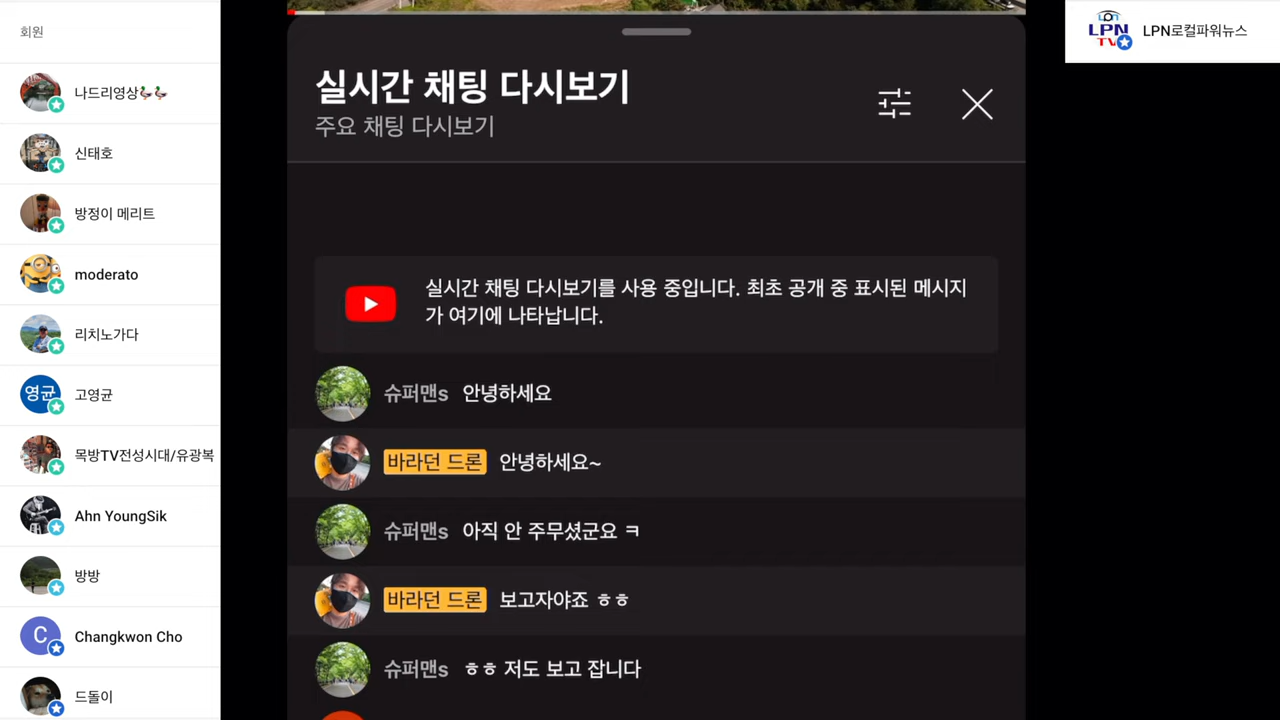 회원
나드리영상🦆🦆
신태호
방정이 메리트
moderato
리치노가다
영균
고영균
목방TV전성시대/유광복
Ahn YoungSik
방방
C
Changkwon Cho
드돌이
실시간 채팅 다시보기
주요 채팅 다시보기
실시간 채팅 다시보기를 사용 중입니다. 최초 공개 중 표시된 메시지
가 여기에 나타납니다.
슈퍼맨s 안녕하세요
바라던 드론 안녕하세요~
슈퍼맨s 아직 안 주무셨군요 ㅋ
바라던 드론 보고자야죠 ㅎㅎ
슈퍼맨s ㅎㅎ 저도 보고 잡니다
LPN
TV
LPN로컬파워뉴스